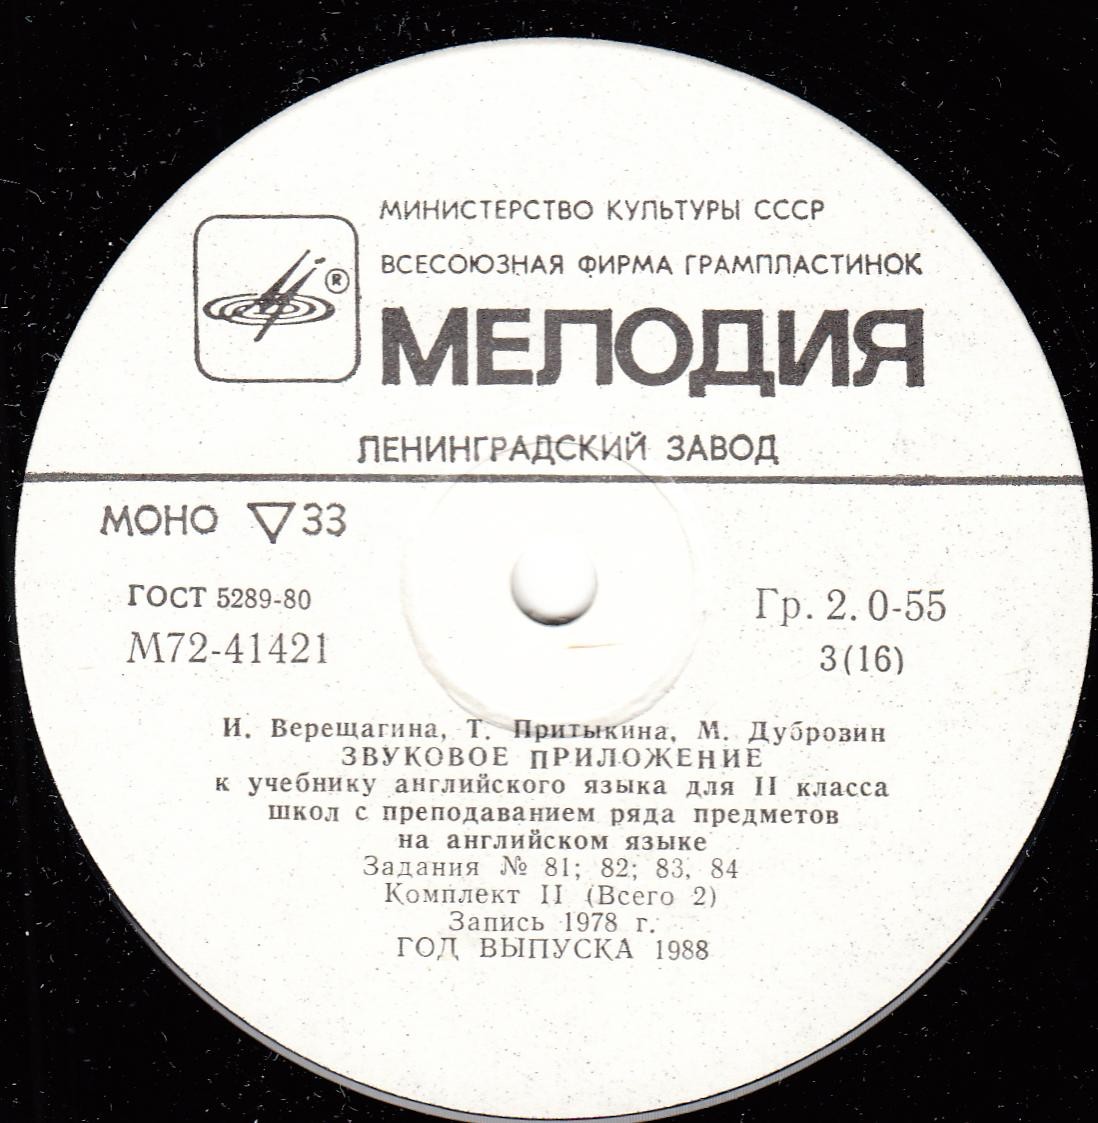 МИНИСТЕРСТВО КУЛЬТУРЫ СССР
ВСЕСОЮЗНАЯ ФИРМА ГРАМПЛАСТИНОК
®
МЕЛОДИЯ
ЛЕНИНГРАДСКИЙ ЗАВОД
МОНО ▽33
ГОСТ 5289-80
М72-41421
Гр. 2. 0-55
3(16)
И. Верещагина, Т. Притыкина, М. Дубровин
ЗВУКОВОЕ ПРИЛОЖЕНИЕ
к учебнику английского языка для II класса
школ с преподаванием ряда предметов
на английском языке
Задания № 81; 82; 83, 84
Комплект II (Всего 2)
Запись 1978 г.
ГОД ВЫПУСКА 1988